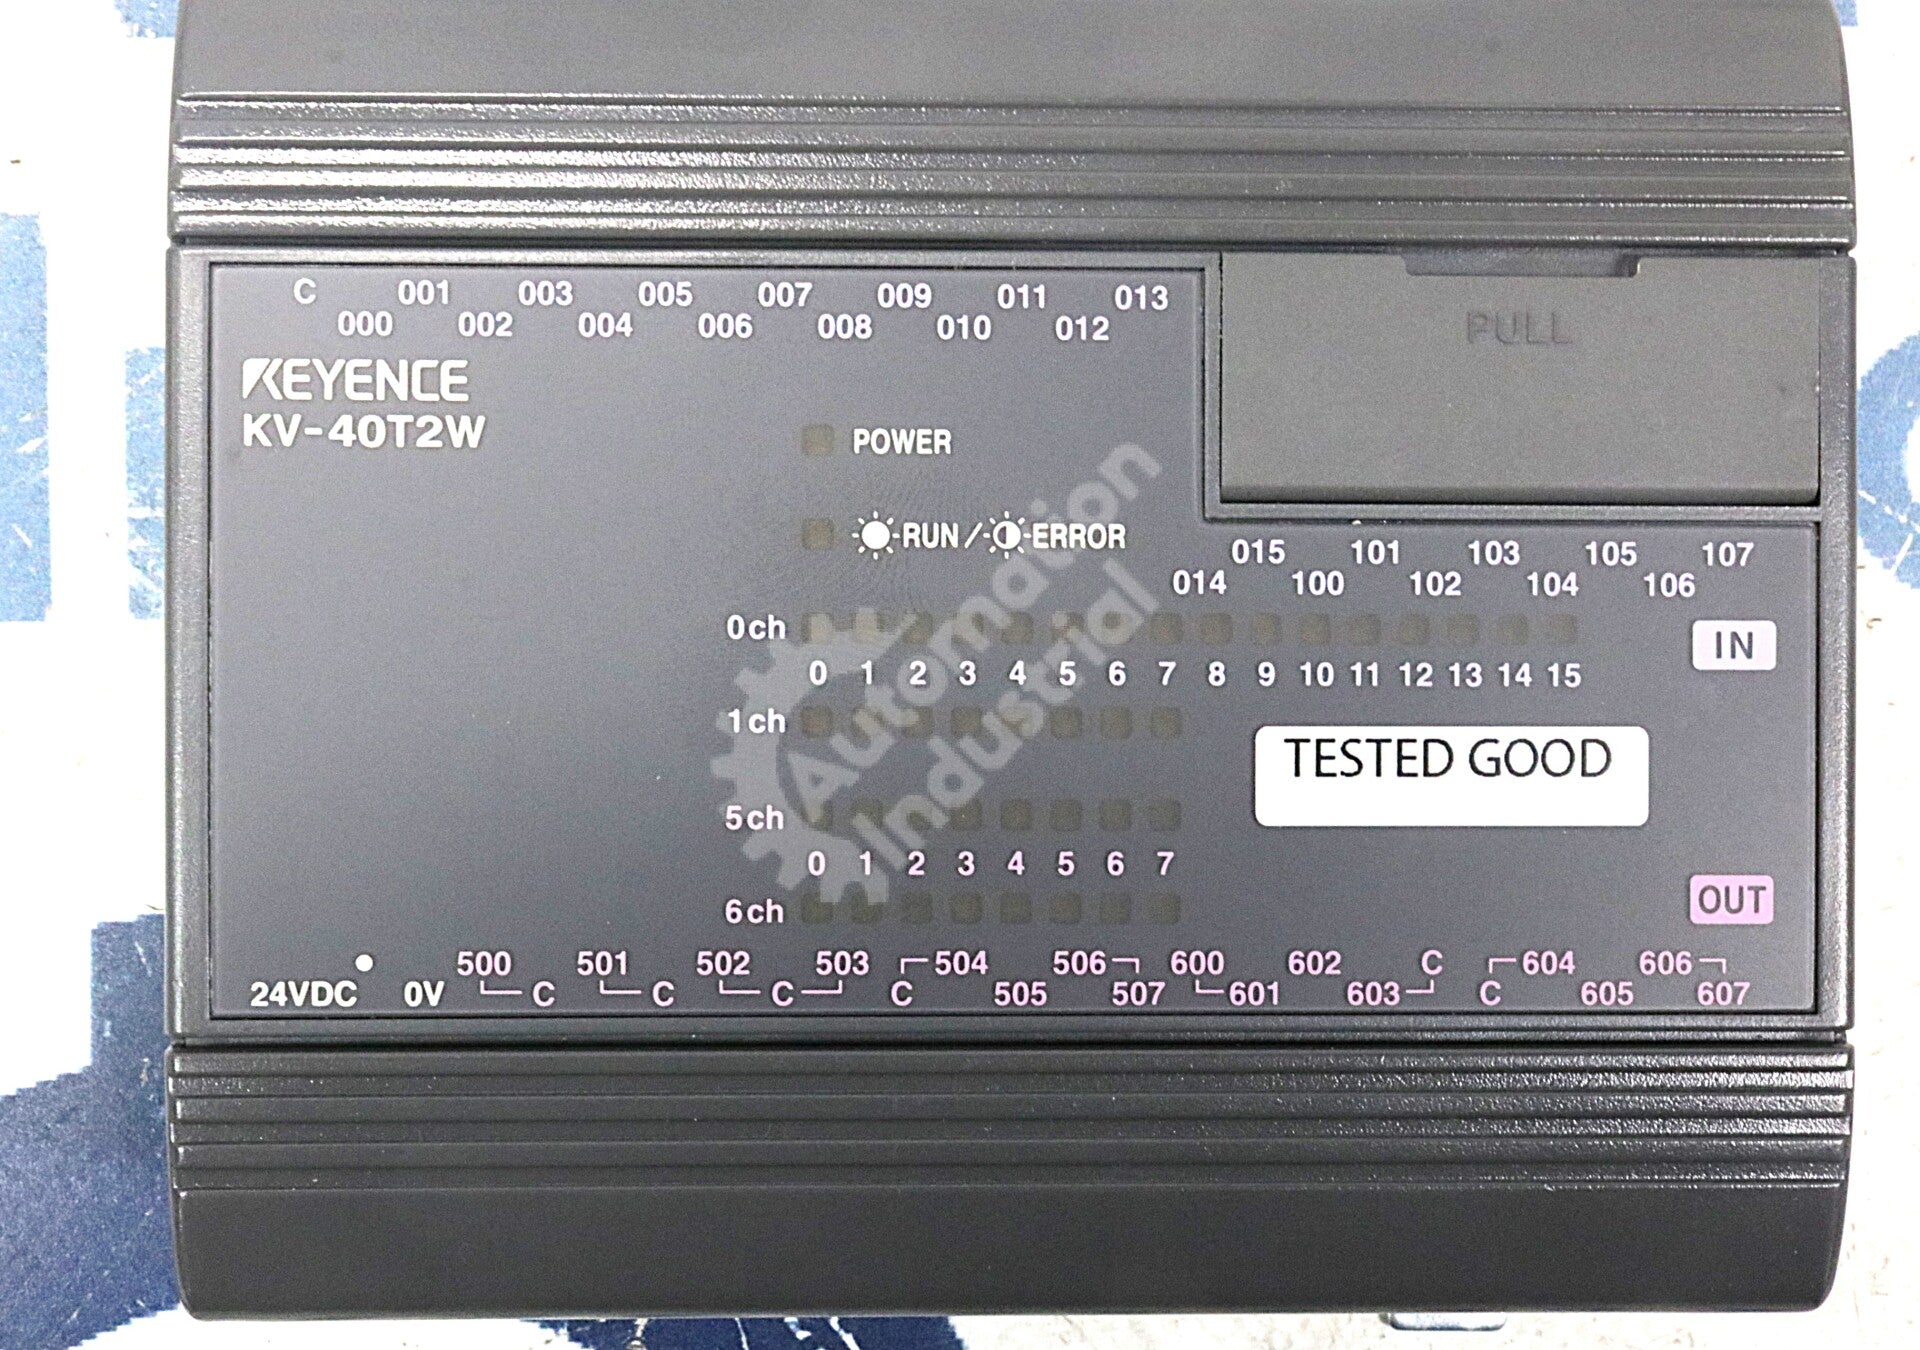 C 001 003 005 007 009 011 013
000 002 004 006 008 010 012
PULL
KEYENCE
KV-40T2W
POWER
RUN / ERROR
015 101 103 105 107
014 100 102 104 106
0ch
IN
0 1 2 3 4 5 6 7 8 9 10 11 12 13 14 15
1ch
TESTED GOOD
5ch
0 1 2 3 4 5 6 7
OUT
6ch
500 501 502 503 504 506 600 602 C 604 606
24VDC 0V C C C C 505 507 601 603 C 605 607
Automation
Industrial